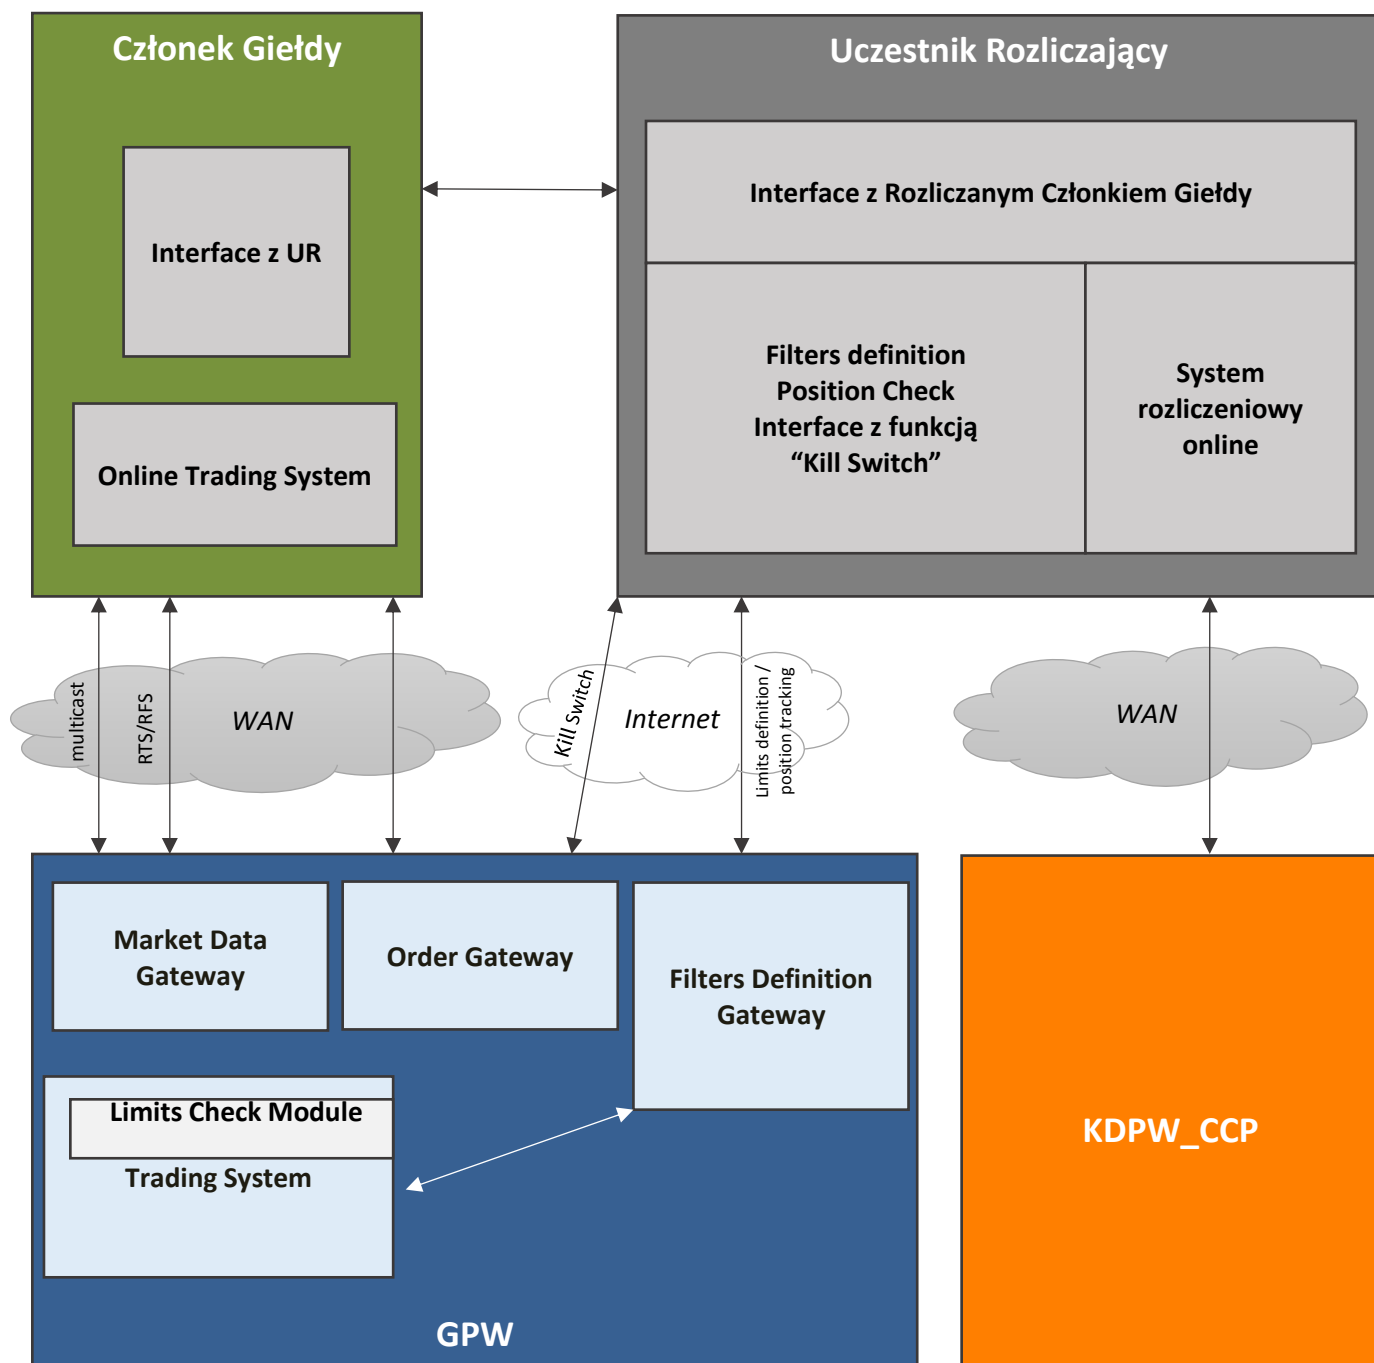 Członek Giełdy
Uczestnik Rozliczający
Interface z UR
Interface z Rozliczanym Członkiem Giełdy
Online Trading System
Filters definition
Position Check
Interface z funkcją
“Kill Switch”
System
rozliczeniowy
online
multicast
RTS/RFS
WAN
Kill Switch
Internet
Limits definition /
position tracking
WAN
Market Data
Gateway
Order Gateway
Filters Definition
Gateway
Limits Check Module
Trading System
GPW
KDPW_CCP